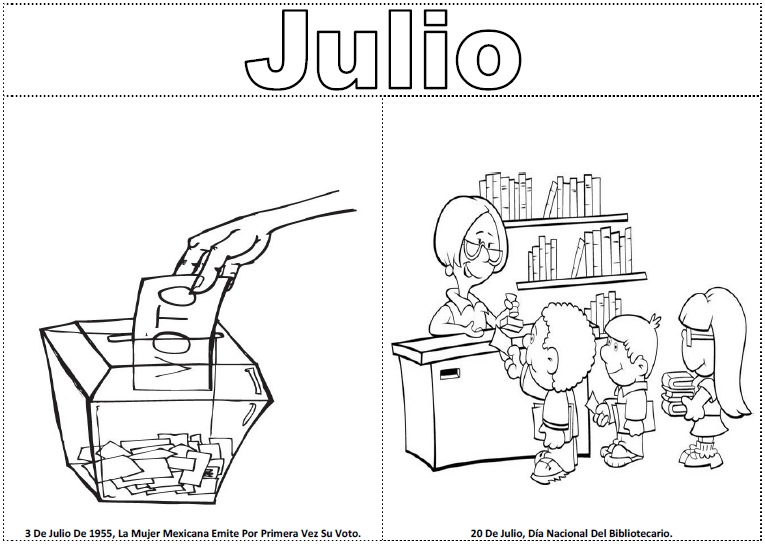 Julio
VOTO
3 De Julio De 1955, La Mujer Mexicana Emite Por Primera Vez Su Voto.
20 De Julio, Día Nacional Del Bibliotecario.